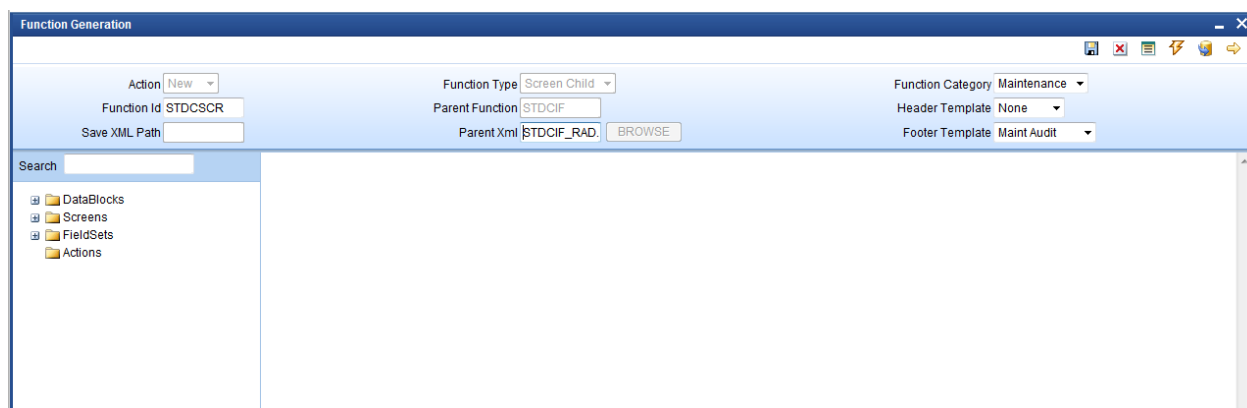 Function Generation
Action New Function Type Screen Child Function Category Maintenance
Function Id STDCSCR Parent Function STDCIF Header Template None
Save XML Path Parent Xml STDCIF_RAD. BROWSE Footer Template Maint Audit
Search
DataBlocks
Screens
FieldSets
Actions